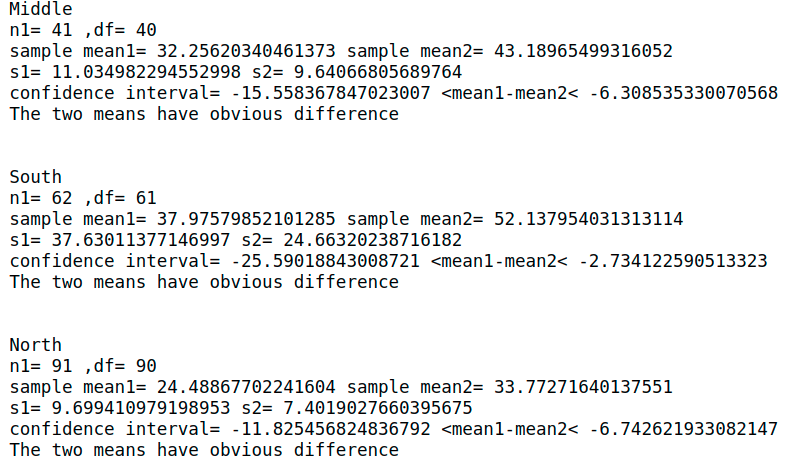 Middle
n1= 41 ,df= 40
sample mean1= 32.25620340461373 sample mean2= 43.18965499316052
s1= 11.034982294552998 s2= 9.64066805689764
confidence interval= -15.558367847023007 <mean1-mean2< -6.308535330070568
The two means have obvious difference
South
n1= 62 ,df= 61
sample mean1= 37.97579852101285 sample mean2= 52.137954031313114
s1= 37.63011377146997 s2= 24.66320238716182
confidence interval= -25.59018843008721 <mean1-mean2< -2.734122590513323
The two means have obvious difference
North
n1= 91 ,df= 90
sample mean1= 24.48867702241604 sample mean2= 33.77271640137551
s1= 9.699410979198953 s2= 7.4019027660395675
confidence interval= -11.825456824836792 <mean1-mean2< -6.742621933082147
The two means have obvious difference